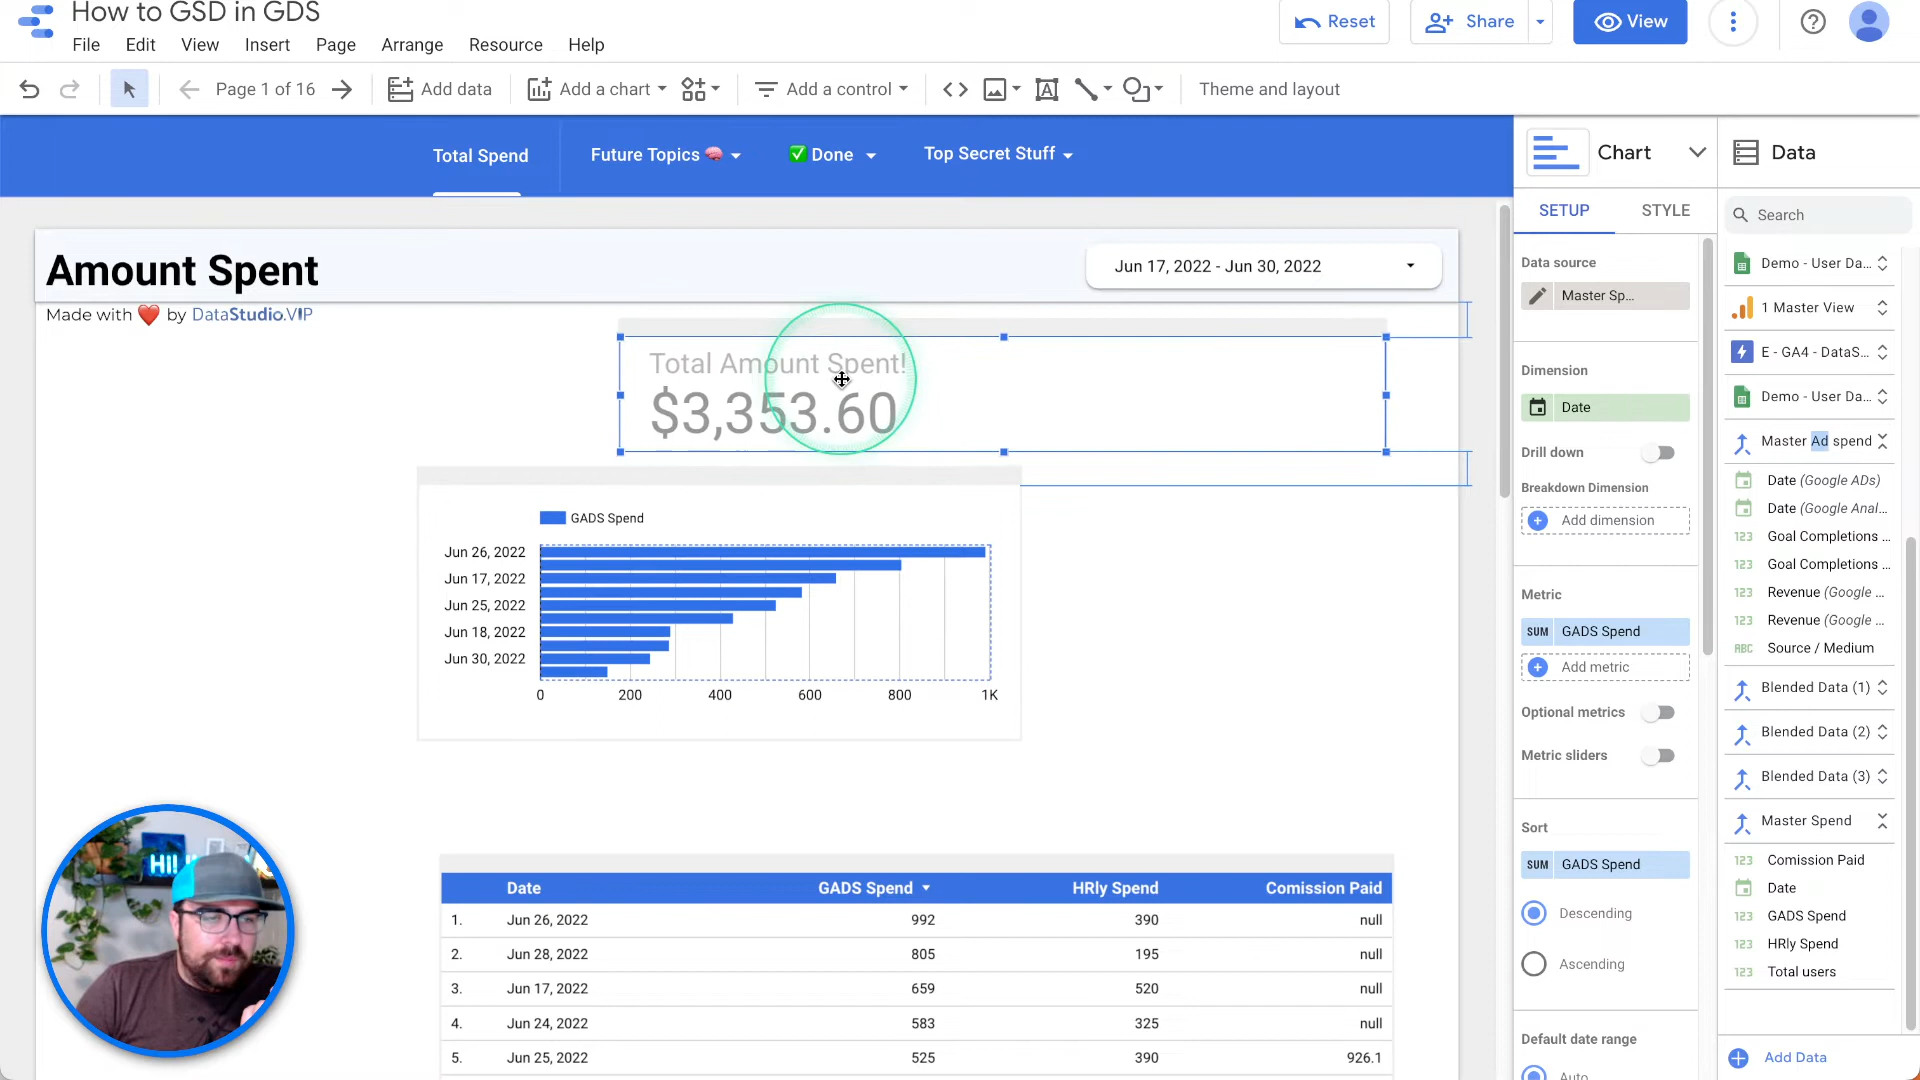 How to GSD in GDS
Reset
Share
View
File Edit View Insert Page Arrange Resource Help
Page 1 of 16
Add data
Add a chart
Add a control
Theme and layout
Total Spend
Future Topics 🧠
✅ Done
Top Secret Stuff
Chart
Data
SETUP
STYLE
Search
Amount Spent
Jun 17, 2022 - Jun 30, 2022
Made with ❤️ by DataStudio.VIP
Total Amount Spent!
$3,353.60
GADS Spend
Jun 26, 2022
Jun 17, 2022
Jun 25, 2022
Jun 18, 2022
Jun 30, 2022
0 200 400 600 800 1K
Date GADS Spend HRly Spend Comission Paid
1. Jun 26, 2022 992 390 null
2. Jun 28, 2022 805 195 null
3. Jun 17, 2022 659 520 null
4. Jun 24, 2022 583 325 null
5. Jun 25, 2022 525 390 926.1
HI!
Data source
Master Sp...
Dimension
Date
Drill down
Breakdown Dimension
Add dimension
Metric
SUM GADS Spend
Add metric
Optional metrics
Metric sliders
Sort
SUM GADS Spend
Descending
Ascending
Default date range
Auto
Demo - User Da...
1 Master View
E - GA4 - DataS...
Demo - User Da...
Master Ad spend
Date (Google ADs)
Date (Google Anal...
123 Goal Completions ...
123 Goal Completions ...
123 Revenue (Google ...
123 Revenue (Google ...
ABC Source / Medium
Blended Data (1)
Blended Data (2)
Blended Data (3)
Master Spend
123 Comission Paid
Date
123 GADS Spend
123 HRly Spend
123 Total users
Add Data